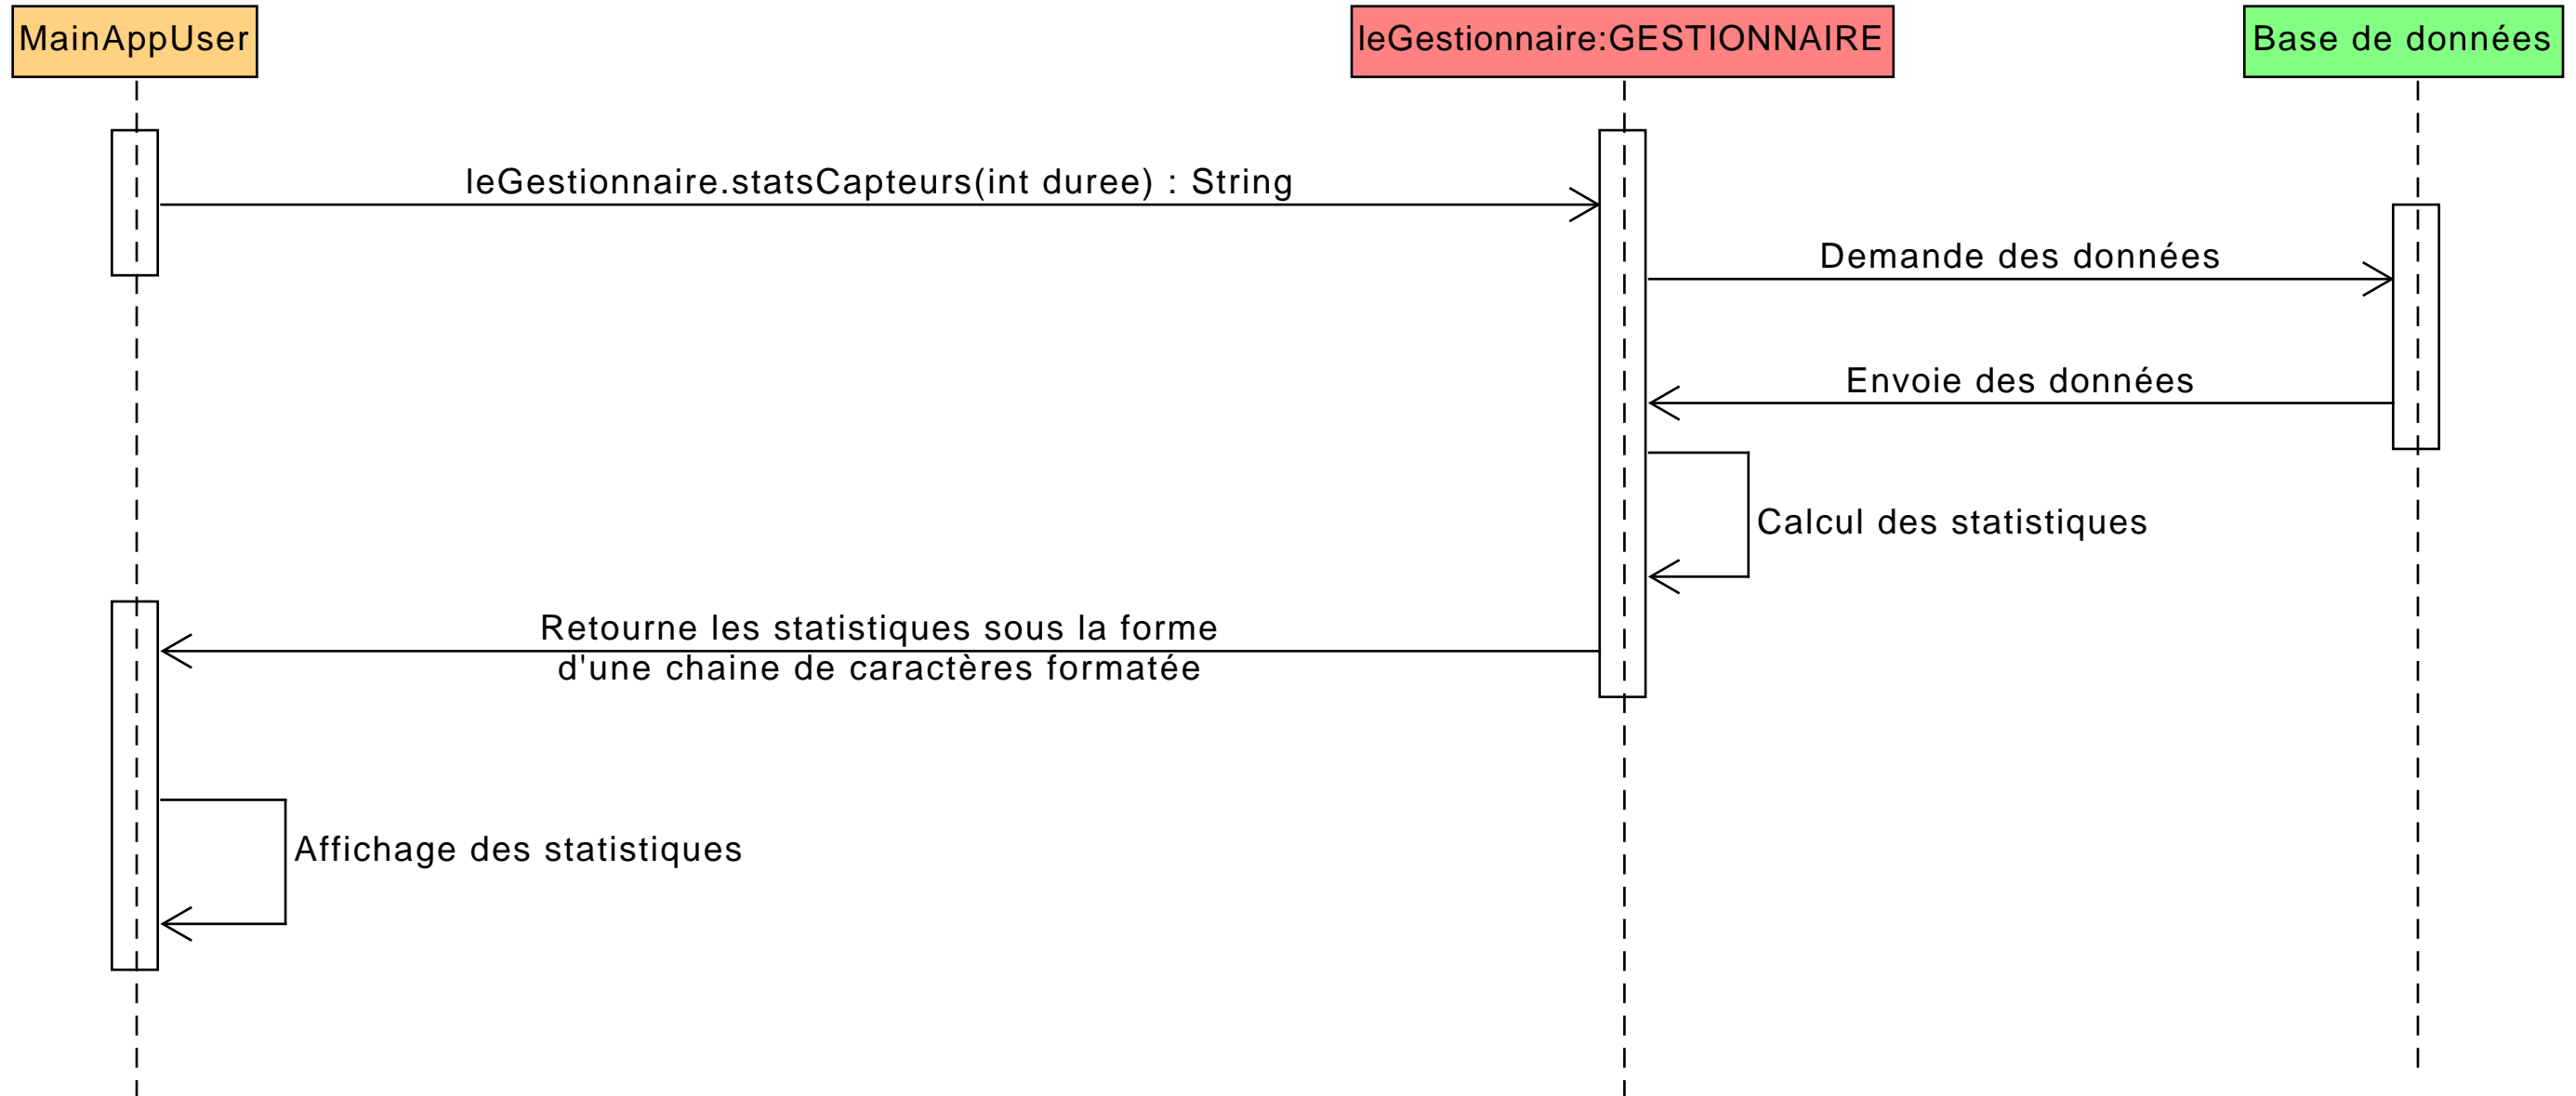 MainAppUser
leGestionnaire:GESTIONNAIRE
Base de données
leGestionnaire.statsCapteurs(int duree) : String
Demande des données
Envoie des données
Calcul des statistiques
Retourne les statistiques sous la forme
d'une chaine de caractères formatée
Affichage des statistiques